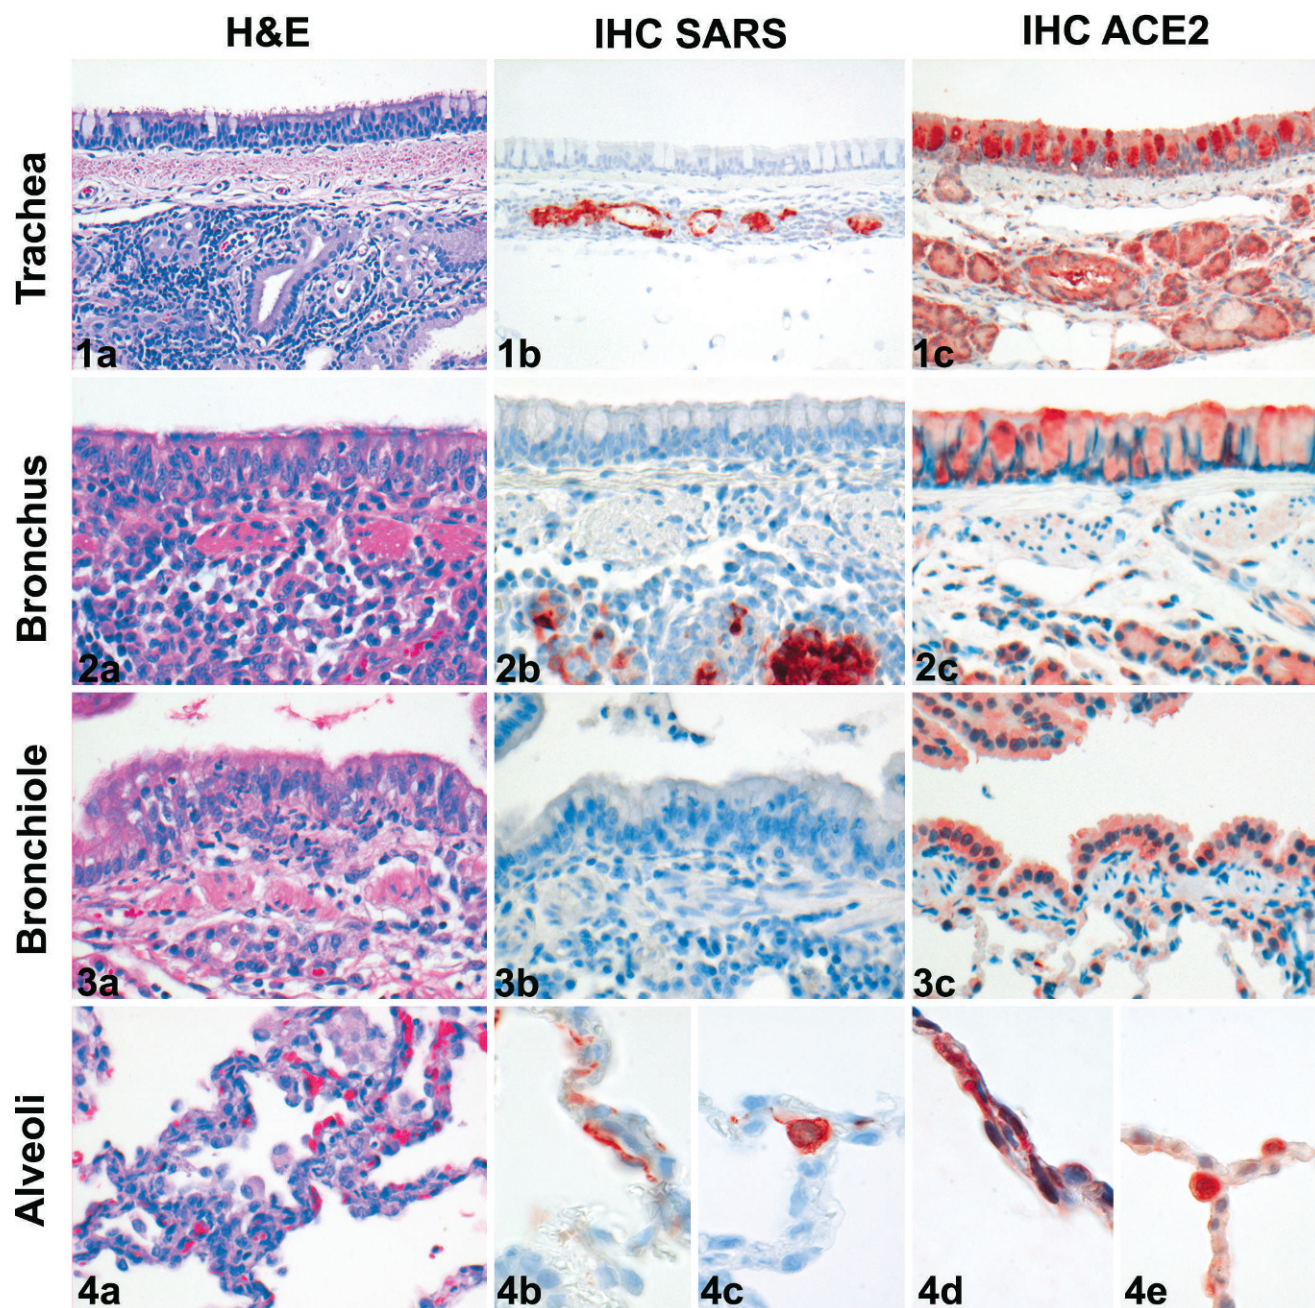 H&E IHC SARS IHC ACE2
Trachea
1a 1b 1c
Bronchus
2a 2b 2c
Bronchiole
3a 3b 3c
Alveoli
4a 4b 4c 4d 4e